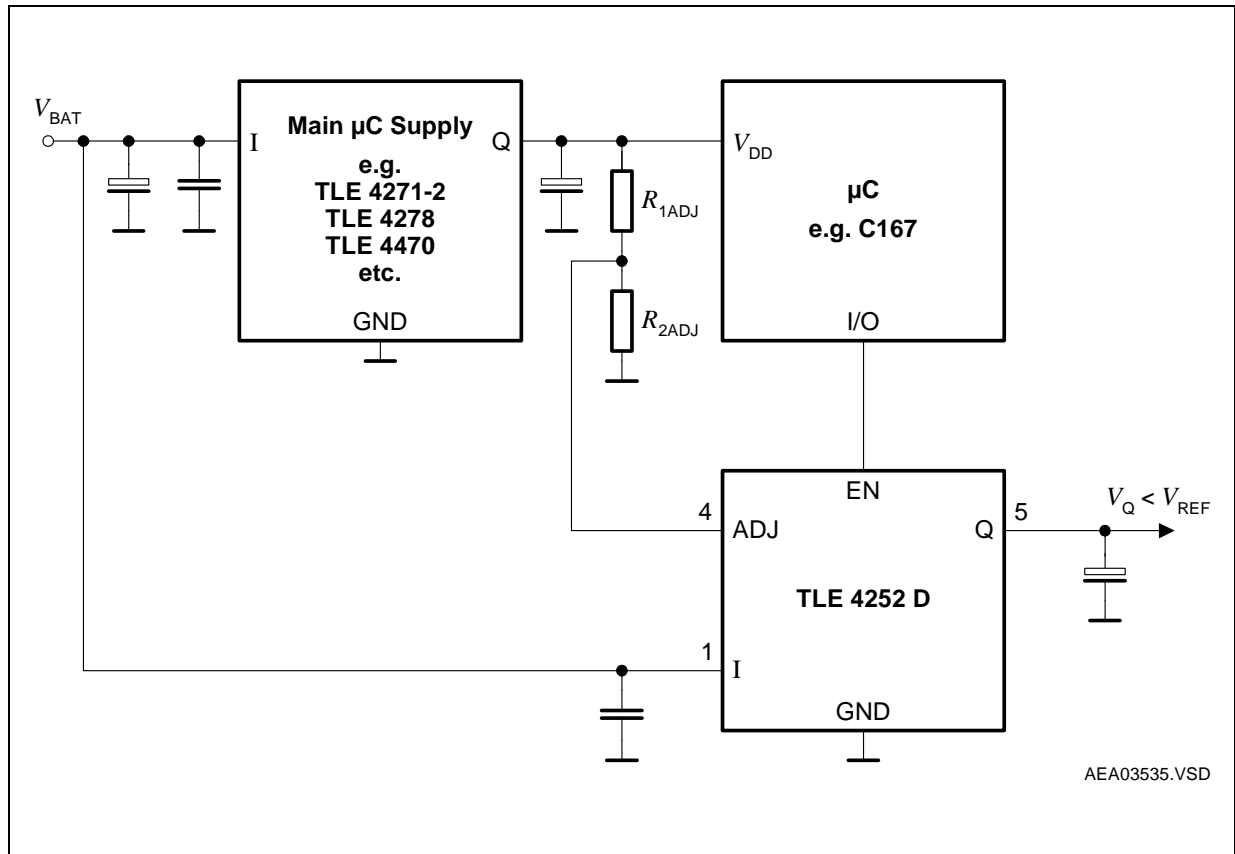 V_BAT
I
Main µC Supply
Q
e.g.
TLE 4271-2
TLE 4278
TLE 4470
etc.
GND
R_1ADJ
R_2ADJ
V_DD
µC
e.g. C167
I/O
EN
4
ADJ
Q
5
V_Q < V_REF
TLE 4252 D
1
I
GND
AEA03535.VSD